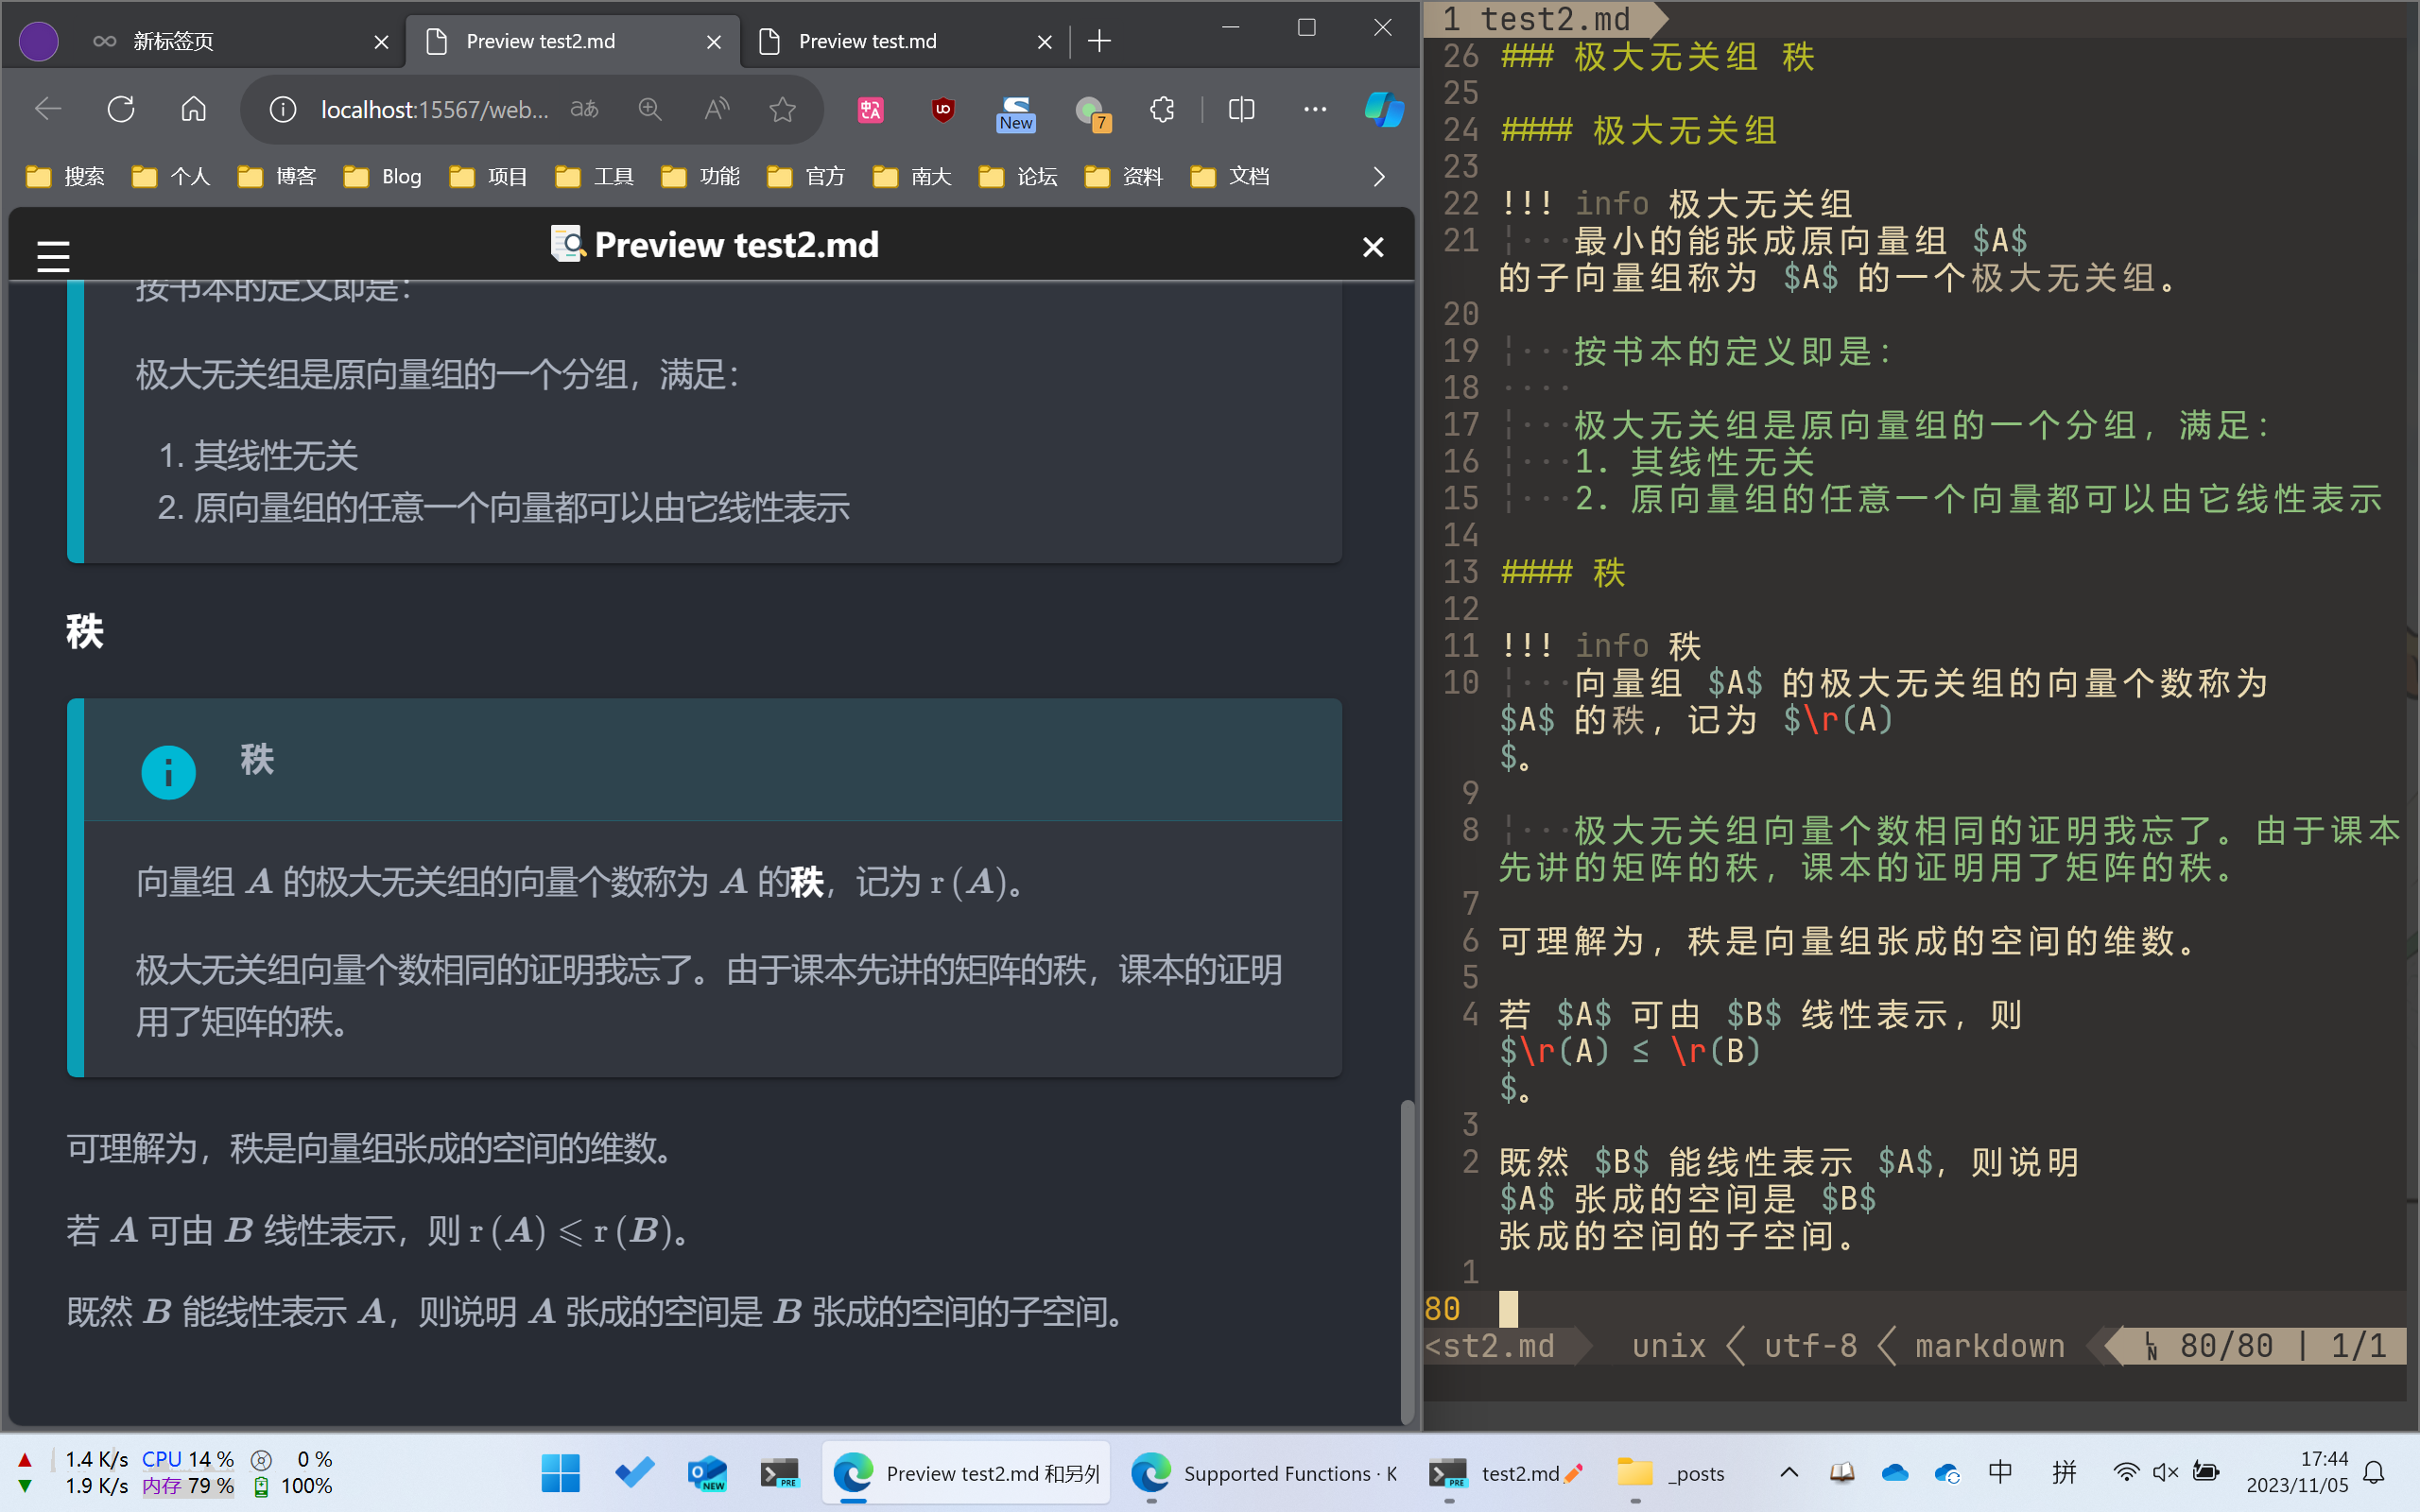 新标签页
Preview test2.md
Preview test.md
localhost:15567/web...
aあ
New
7
搜索 个人 博客 Blog 项目 工具 功能 官方 南大 论坛 资料 文档
Preview test2.md
按书本的定义即是：
极大无关组是原向量组的一个分组，满足：
1. 其线性无关
2. 原向量组的任意一个向量都可以由它线性表示
秩
秩
向量组 A 的极大无关组的向量个数称为 A 的秩，记为 r (A)。
极大无关组向量个数相同的证明我忘了。由于课本先讲的矩阵的秩，课本的证明
用了矩阵的秩。
可理解为，秩是向量组张成的空间的维数。
若 A 可由 B 线性表示，则 r (A) ⩽ r (B)。
既然 B 能线性表示 A，则说明 A 张成的空间是 B 张成的空间的子空间。
1 test2.md
26 ### 极大无关组 秩
25
24 #### 极大无关组
23
22 !!! info 极大无关组
21 ¦···最小的能张成原向量组 $A$
的子向量组称为 $A$ 的一个极大无关组。
20
19 ¦···按书本的定义即是：
18 ····
17 ¦···极大无关组是原向量组的一个分组，满足：
16 ¦···1. 其线性无关
15 ¦···2. 原向量组的任意一个向量都可以由它线性表示
14
13 #### 秩
12
11 !!! info 秩
10 ¦···向量组 $A$ 的极大无关组的向量个数称为
$A$ 的秩，记为 $\r(A)
$。
9
8 ¦···极大无关组向量个数相同的证明我忘了。由于课本
先讲的矩阵的秩，课本的证明用了矩阵的秩。
7
6 可理解为，秩是向量组张成的空间的维数。
5
4 若 $A$ 可由 $B$ 线性表示，则
$\r(A) ≤ \r(B)
$。
3
2 既然 $B$ 能线性表示 $A$，则说明
$A$ 张成的空间是 $B$
张成的空间的子空间。
1
80
<st2.md unix utf-8 markdown LN 80/80 | 1/1
1.4 K/s CPU 14 % 0 %
1.9 K/s 内存 79 % 100%
NEW
PRE
Preview test2.md 和另外
Supported Functions · K
PRE
test2.md
_posts
中
拼
17:44
2023/11/05